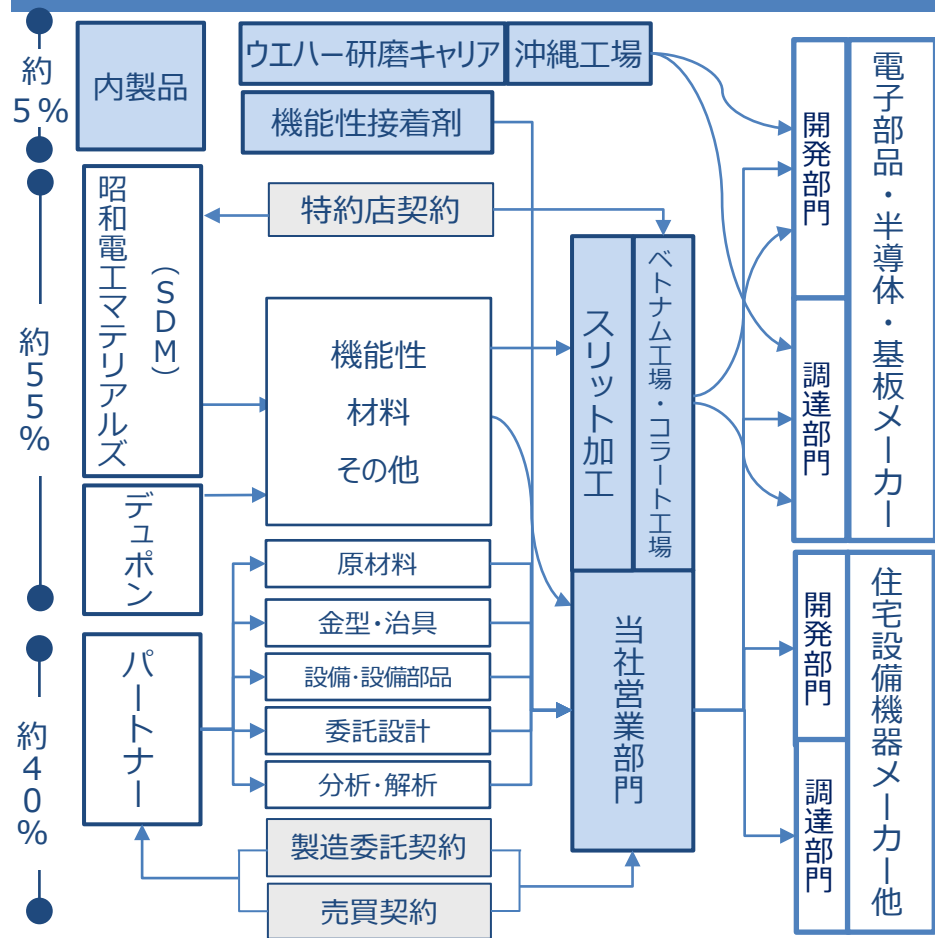 約
5%
内製品
ウエハー研磨キャリア
沖縄工場
機能性接着剤
約55%
昭和電工マテリアルズ
(SDM)
デュポン
特約店契約
機能性
材料
その他
スリット加工
ベトナム工場・コラート工場
当社営業部門
約40%
パートナー
原材料
金型・治具
設備・設備部品
委託設計
分析・解析
製造委託契約
売買契約
開発部門
調達部門
電子部品・半導体・基板メーカー
開発部門
調達部門
住宅設備機器メーカー他